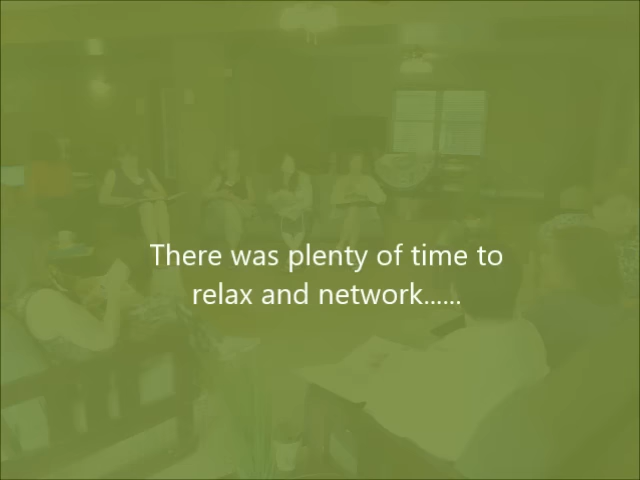 There was plenty of time to
relax and network......